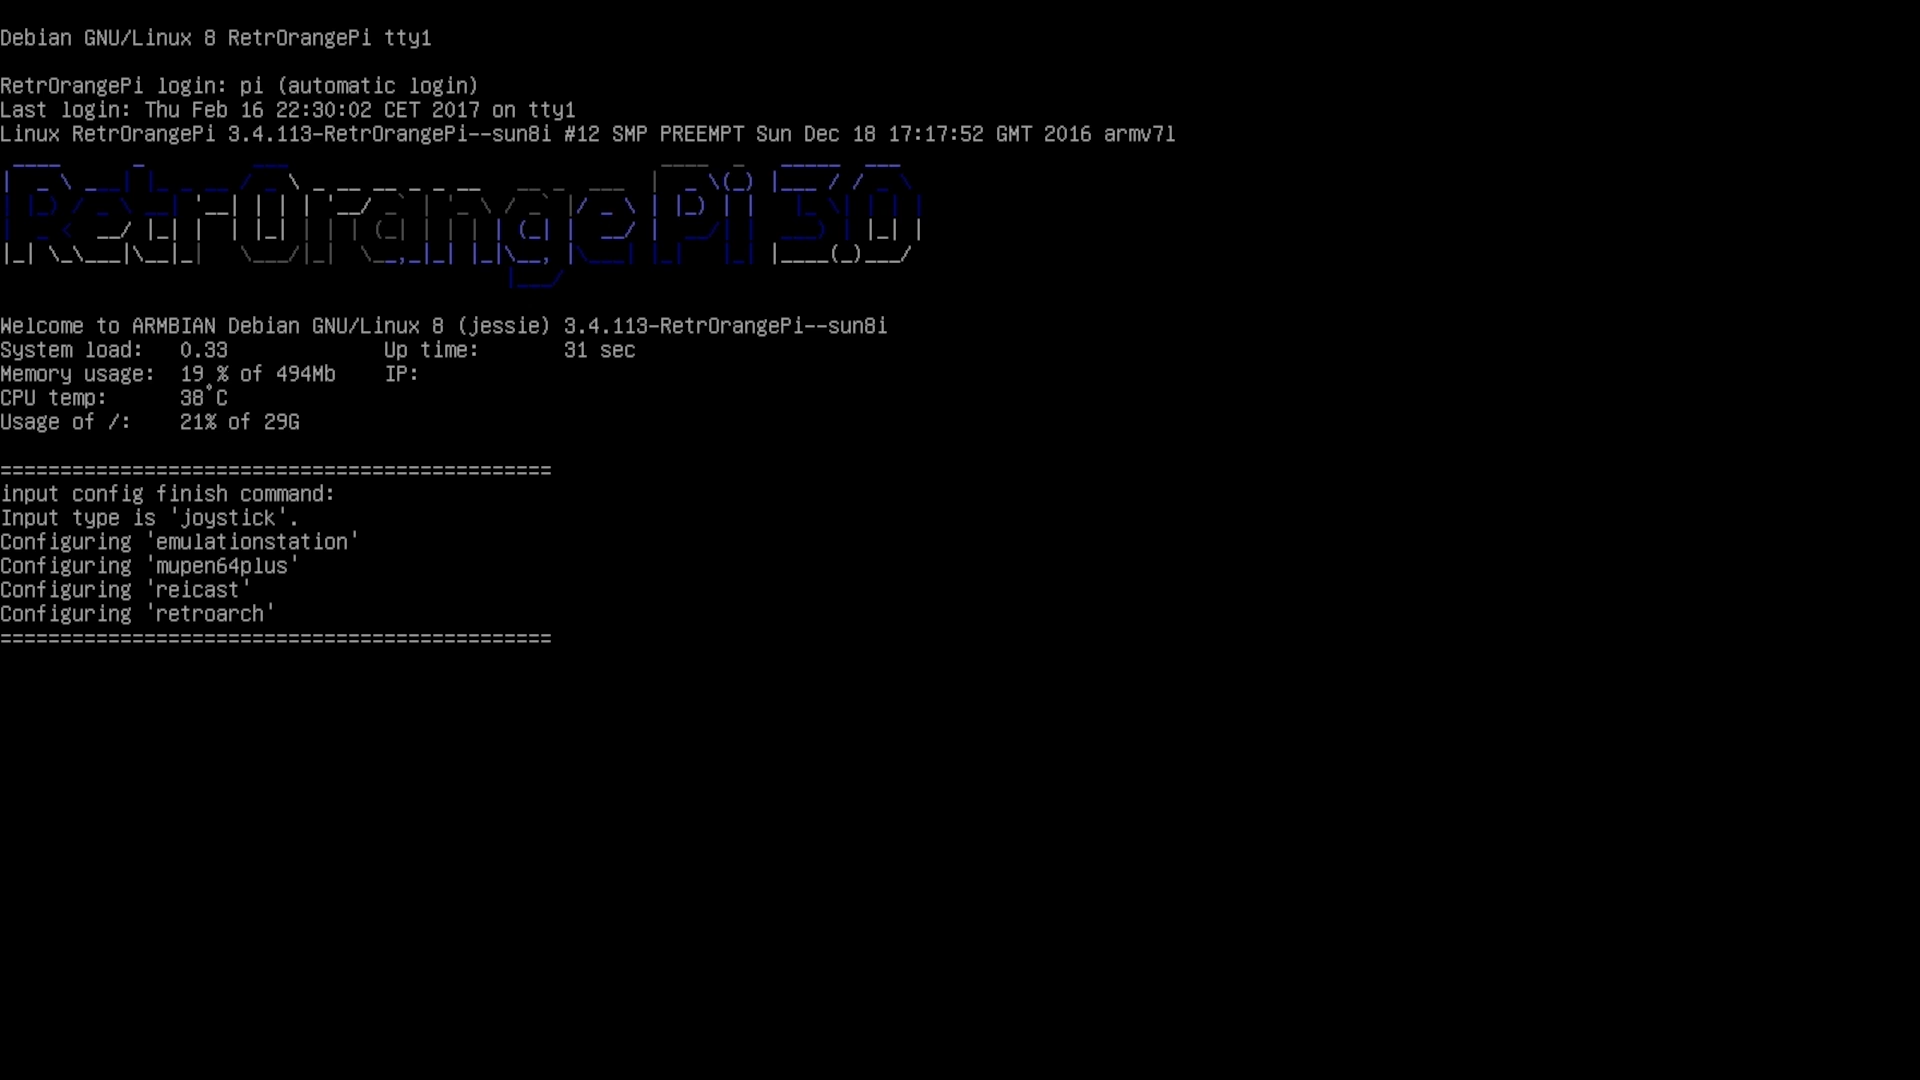 Debian GNU/Linux 8 RetrOrangePi tty1
RetrOrangePi login: pi (automatic login)
Last login: Thu Feb 16 22:30:02 CET 2017 on tty1
Linux RetrOrangePi 3.4.113-RetrOrangePi--sun8i #12 SMP PREEMPT Sun Dec 18 17:17:52 GMT 2016 armv7l
RetrOrangePi 3.0
Welcome to ARMBIAN Debian GNU/Linux 8 (jessie) 3.4.113-RetrOrangePi--sun8i
System load: 0.33 Up time: 31 sec
Memory usage: 19 % of 494Mb IP:
CPU temp: 38°C
Usage of /: 21% of 29G
==============================================
input config finish command:
Input type is 'joystick'.
Configuring 'emulationstation'
Configuring 'mupen64plus'
Configuring 'reicast'
Configuring 'retroarch'
==============================================